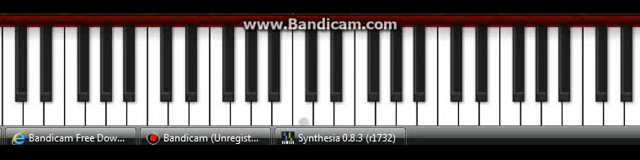 www.Bandicam.com
Bandicam Free Dow...
Bandicam (Unregist...
Synthesia 0.8.3 (r1732)